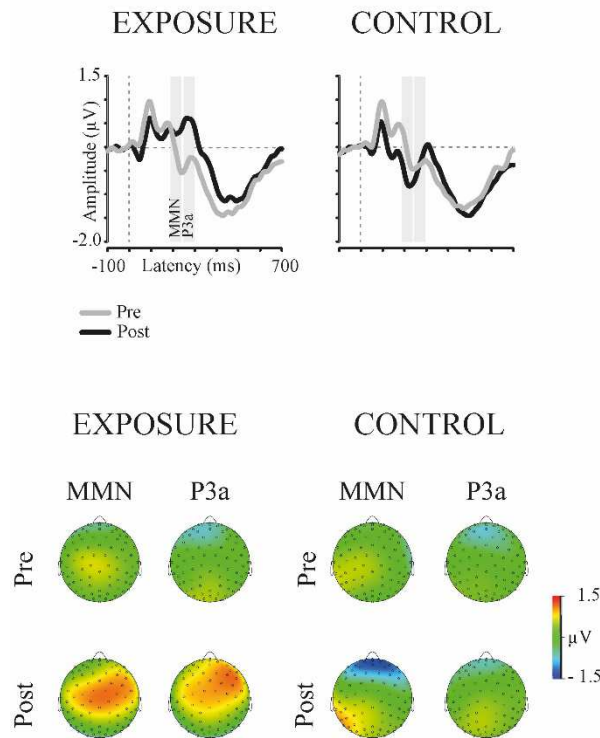 EXPOSURE CONTROL
1.5
Amplitude (µV)
MMN
P3a
-2.0
-100 Latency (ms) 700
Pre
Post
EXPOSURE CONTROL
MMN P3a MMN P3a
Pre
1.5
µV
- 1.5
Post